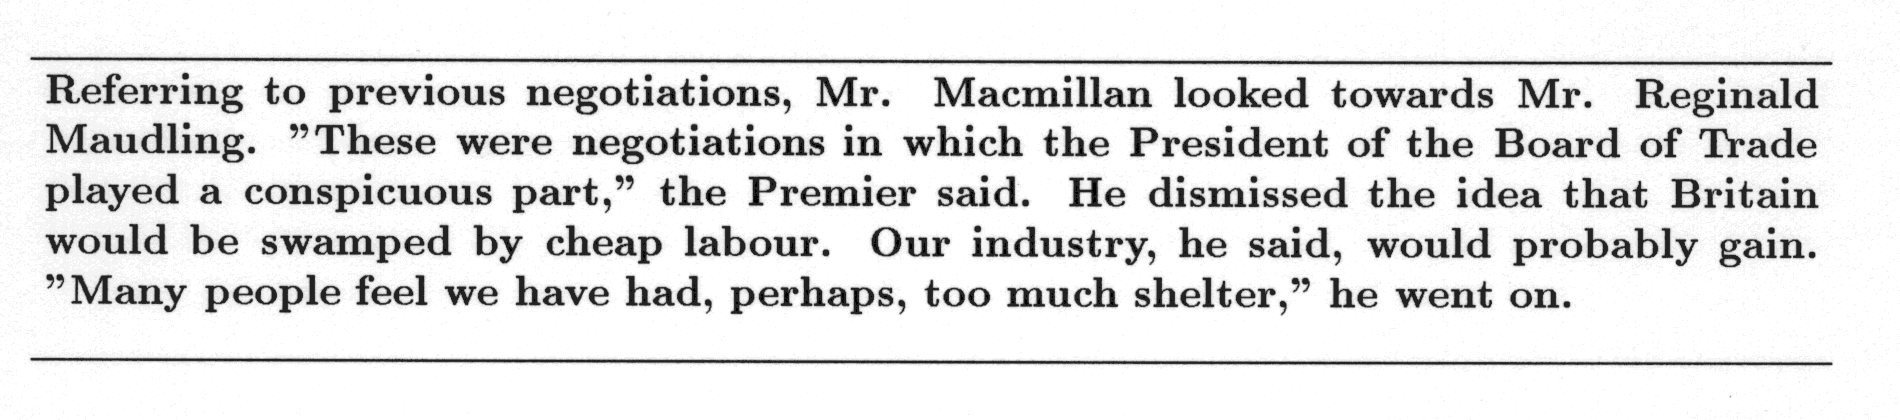 Referring to previous negotiations, Mr. Macmillan looked towards Mr. Reginald
Maudling. ”These were negotiations in which the President of the Board of Trade
played a conspicuous part,” the Premier said. He dismissed the idea that Britain
would be swamped by cheap labour. Our industry, he said, would probably gain.
”Many people feel we have had, perhaps, too much shelter,” he went on.